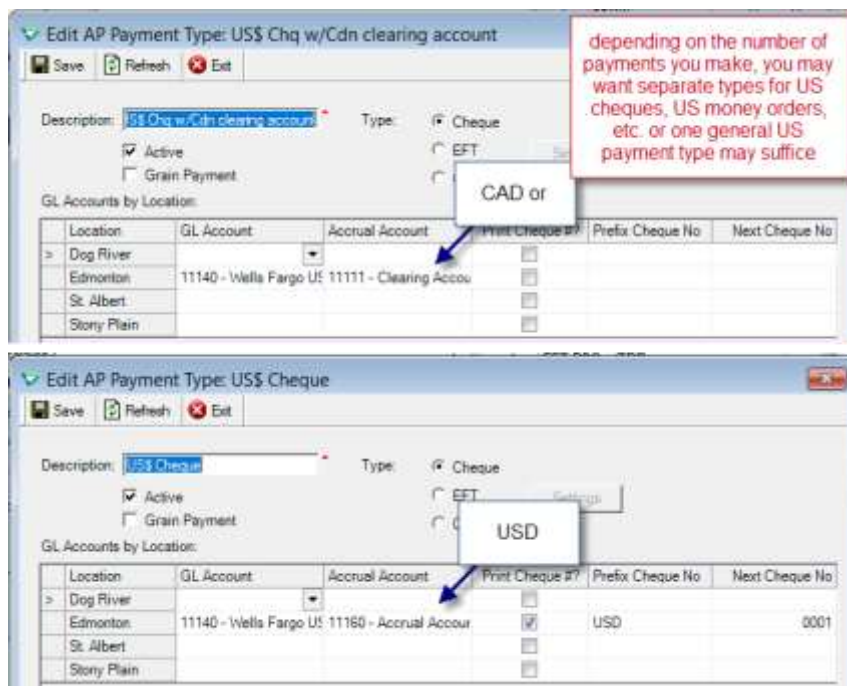 Edit AP Payment Type: US$ Chq w/Cdn clearing account
Save Refresh Exit
depending on the number of
payments you make, you may
want separate types for US
cheques, US money orders,
etc. or one general US
payment type may suffice
Description: US$ Chq w/Cdn clearing account * Type: Cheque
Active EFT
Grain Payment
CAD or
GL Accounts by Location:
Location GL Account Accrual Account Print Cheque #? Prefix Cheque No Next Cheque No
> Dog River
Edmonton 11140 - Wells Fargo US 11111 - Clearing Accou
St. Albert
Stony Plain
Edit AP Payment Type: US$ Cheque
Save Refresh Exit
Description: US$ Cheque * Type: Cheque
Active EFT Settings
Grain Payment
USD
GL Accounts by Location:
Location GL Account Accrual Account Print Cheque #? Prefix Cheque No Next Cheque No
> Dog River
Edmonton 11140 - Wells Fargo US 11160 - Accrual Accour USD 0001
St. Albert
Stony Plain